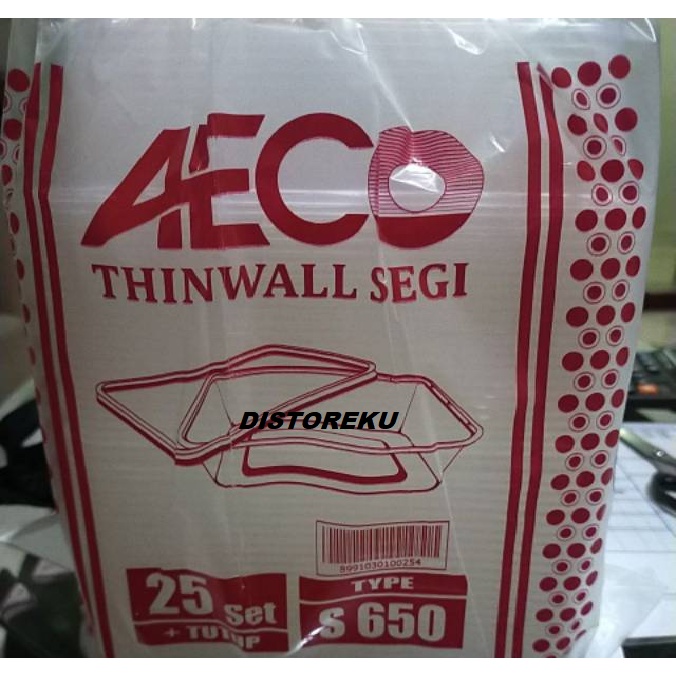 AECO
THINWALL SEGI
DISTOREKU
8991030100254
25 Set
+ TUTUP
TYPE
S 650